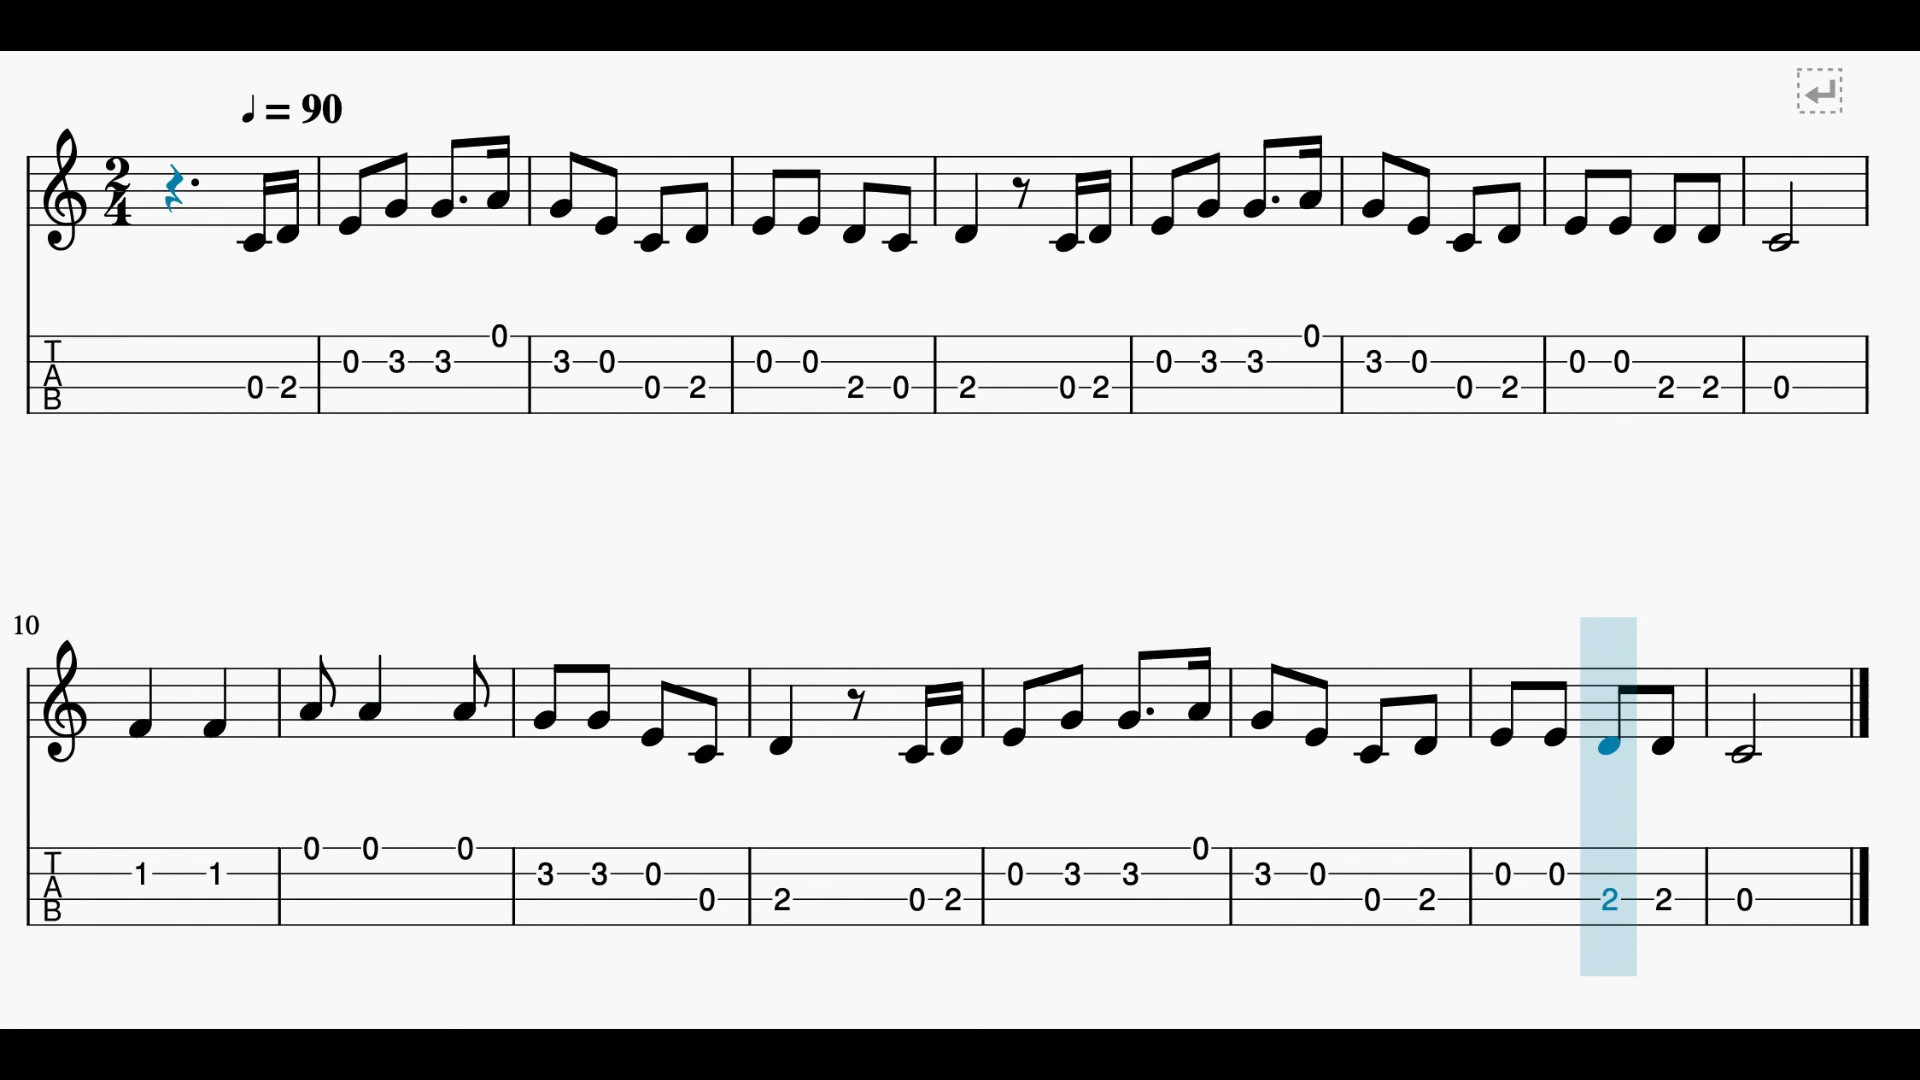 ♩ = 90
2
4
0
T 0 3 3 3 0 0 0 0 3 3 3 0 0 0
A 0 2 0 2 2 0 2 0 2 0 2 2 2 0
B
10
0 0 0 0
T 1 1 3 3 0 0 3 3 3 0 0 0
A 0 2 0 2 0 2 2 2 0
B